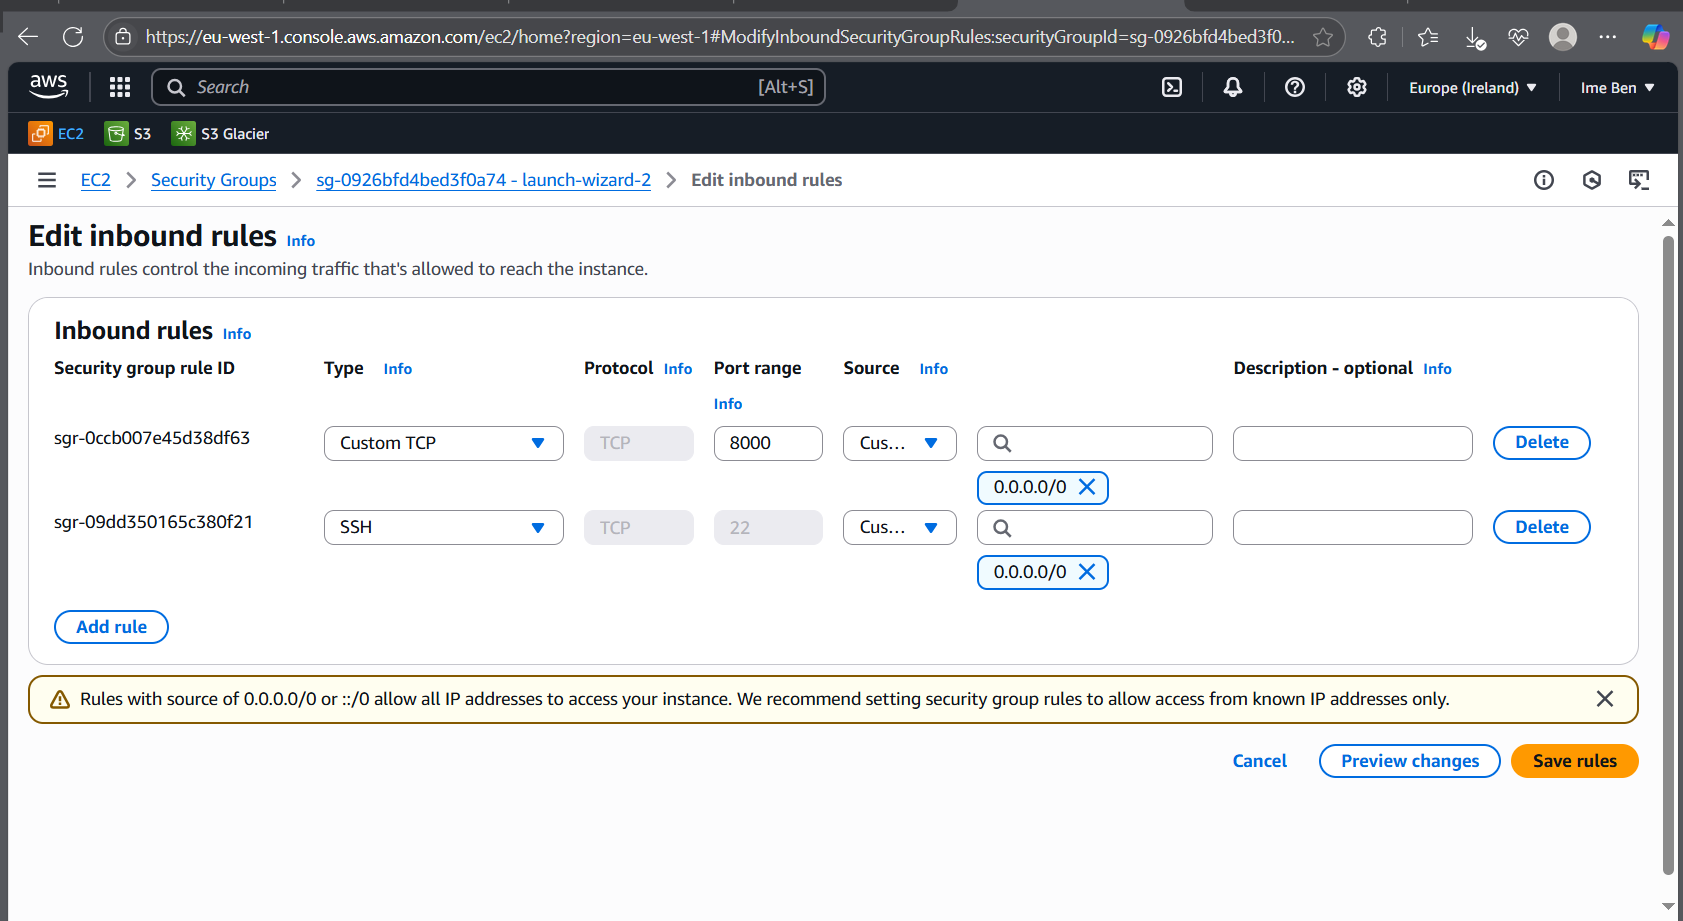 https://eu-west-1.console.aws.amazon.com/ec2/home?region=eu-west-1#ModifyInboundSecurityGroupRules:securityGroupId=sg-0926bfd4bed3f0...
aws Search [Alt+S] Europe (Ireland) Ime Ben
EC2 S3 S3 Glacier
EC2 Security Groups sg-0926bfd4bed3f0a74 - launch-wizard-2 Edit inbound rules
Edit inbound rules Info
Inbound rules control the incoming traffic that's allowed to reach the instance.
Inbound rules Info
Security group rule ID Type Info Protocol Info Port range Source Info Description - optional Info
Info
sgr-0ccb007e45d38df63 Custom TCP TCP 8000 Cus... Delete
0.0.0.0/0
sgr-09dd350165c380f21 SSH TCP 22 Cus... Delete
0.0.0.0/0
Add rule
Rules with source of 0.0.0.0/0 or ::/0 allow all IP addresses to access your instance. We recommend setting security group rules to allow access from known IP addresses only.
Cancel Preview changes Save rules